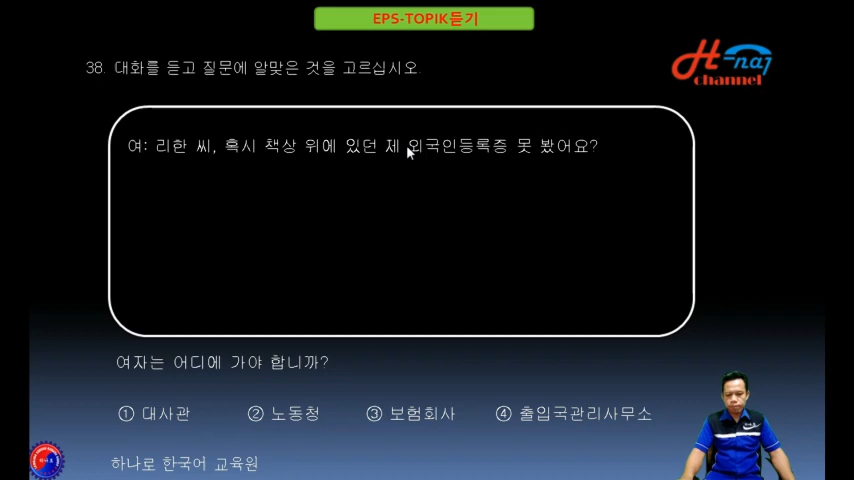 EPS-TOPIK듣기
38. 대화를 듣고 질문에 알맞은 것을 고르십시오.
H-naj
channel
여: 리한 씨, 혹시 책상 위에 있던 제 외국인등록증 못 봤어요?
여자는 어디에 가야 합니까?
① 대사관 ② 노동청 ③ 보험회사 ④ 출입국관리사무소
하나로 한국어 교육원